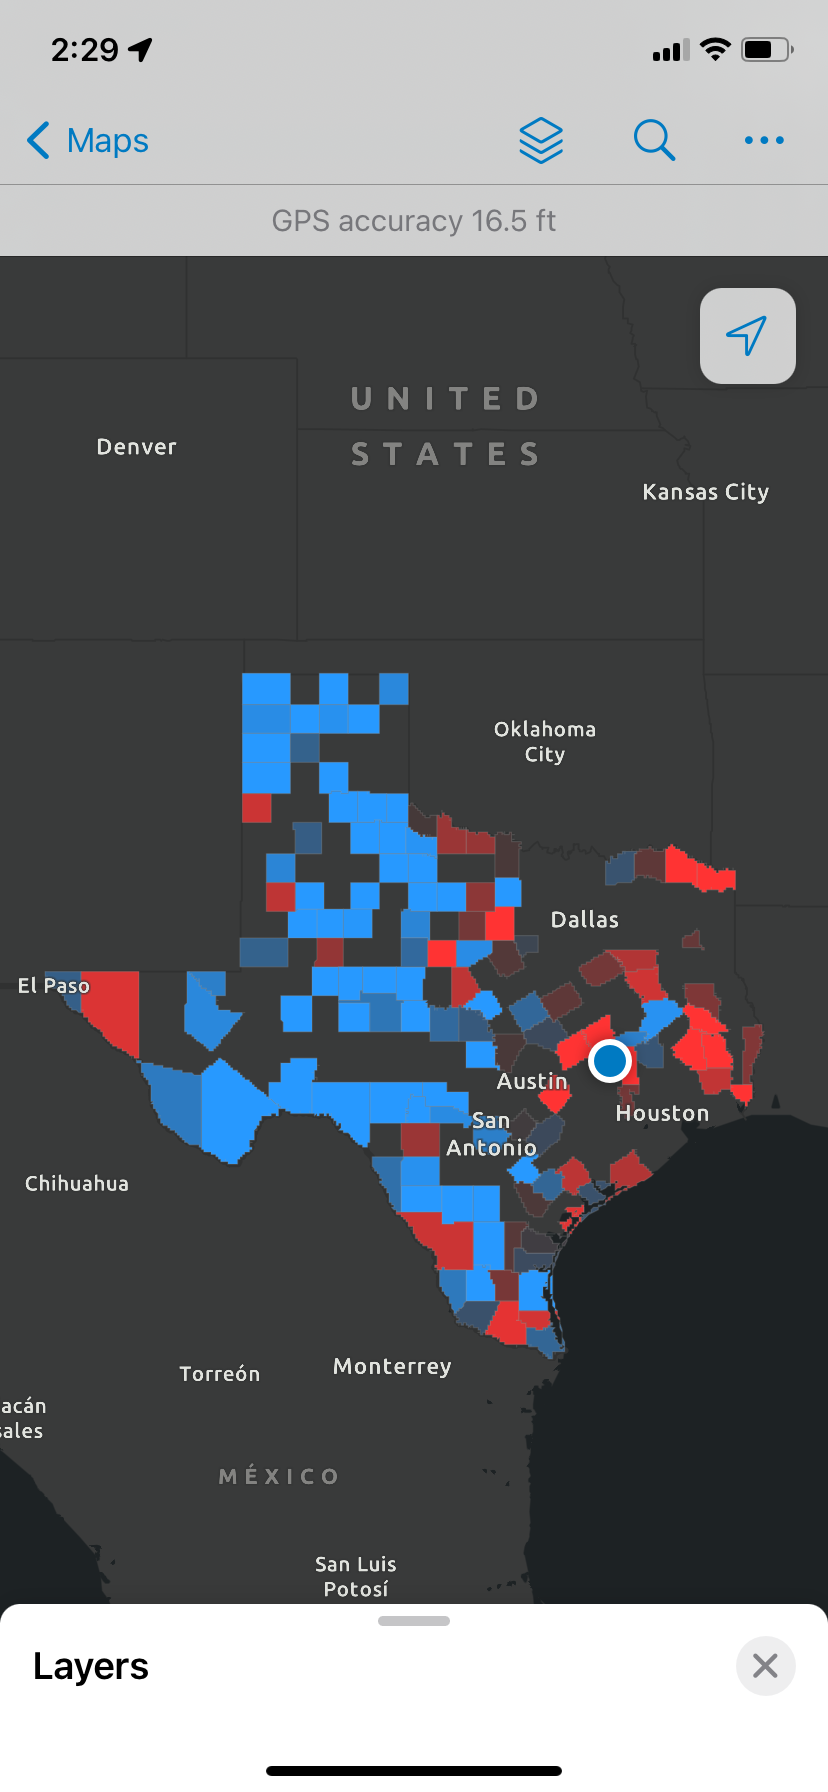 2:29
Maps
GPS accuracy 16.5 ft
UNITED
STATES
Denver
Kansas City
Oklahoma
City
Dallas
El Paso
Austin
San
Antonio
Houston
Chihuahua
Torreón
Monterrey
acán
sales
MÉXICO
San Luis
Potosí
Layers